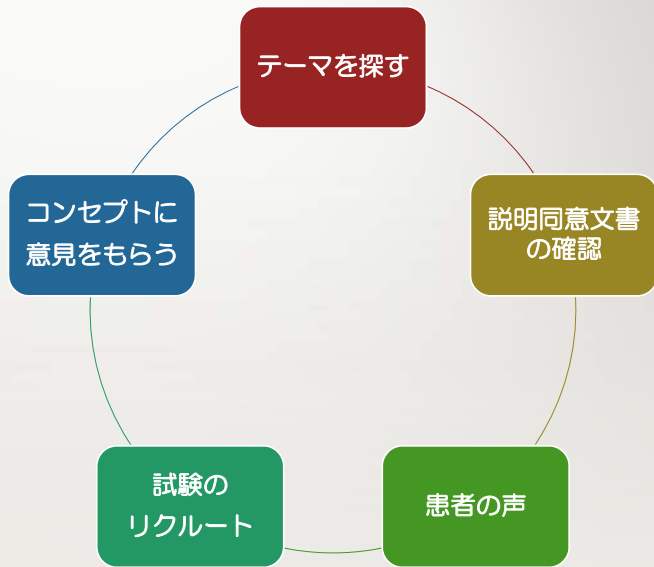 テーマを探す
説明同意文書
の確認
患者の声
試験の
リクルート
コンセプトに
意見をもらう